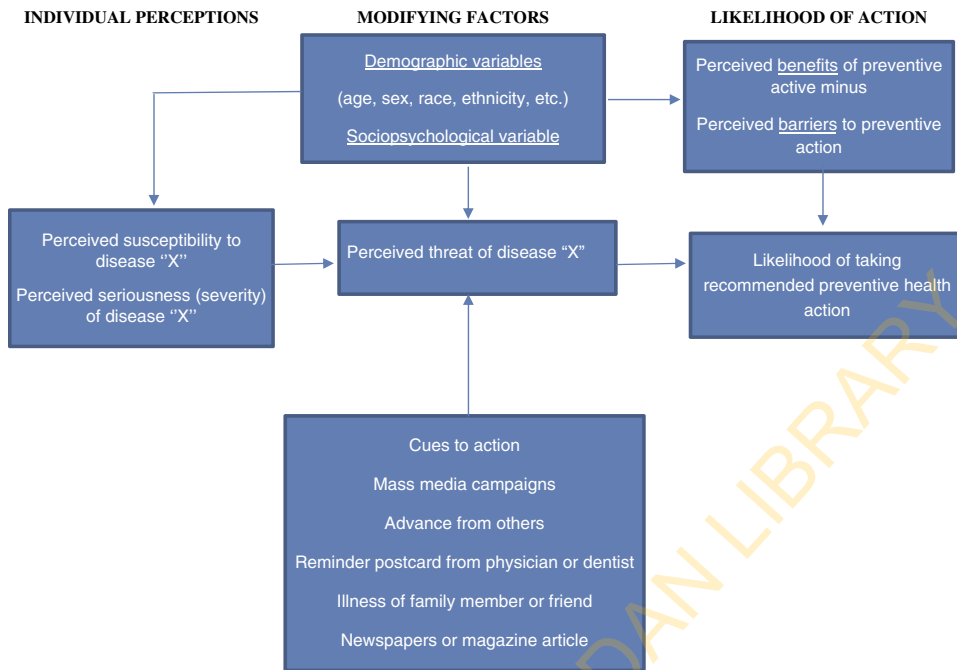 INDIVIDUAL PERCEPTIONS
MODIFYING FACTORS
LIKELIHOOD OF ACTION
Demographic variables
(age, sex, race, ethnicity, etc.)
Sociopsychological variable
Perceived benefits of preventive
active minus
Perceived barriers to preventive
action
Perceived susceptibility to
disease ‘’X’’
Perceived seriousness (severity)
of disease ‘’X’’
Perceived threat of disease “X”
Likelihood of taking
recommended preventive health
action
Cues to action
Mass media campaigns
Advance from others
Reminder postcard from physician or dentist
Illness of family member or friend
Newspapers or magazine article
DAN LIBRARY